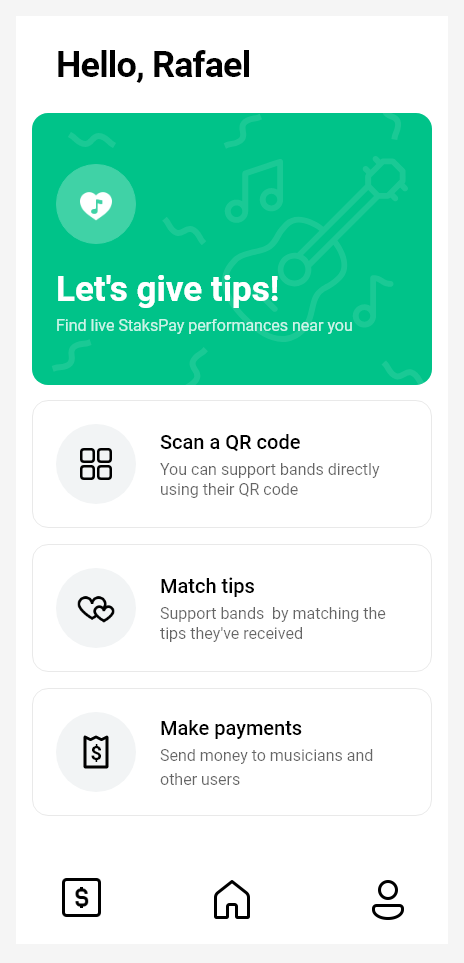 Hello, Rafael
Let's give tips!
Find live StaksPay performances near you
Scan a QR code
You can support bands directly
using their QR code
Match tips
Support bands  by matching the
tips they've received
Make payments
Send money to musicians and
other users